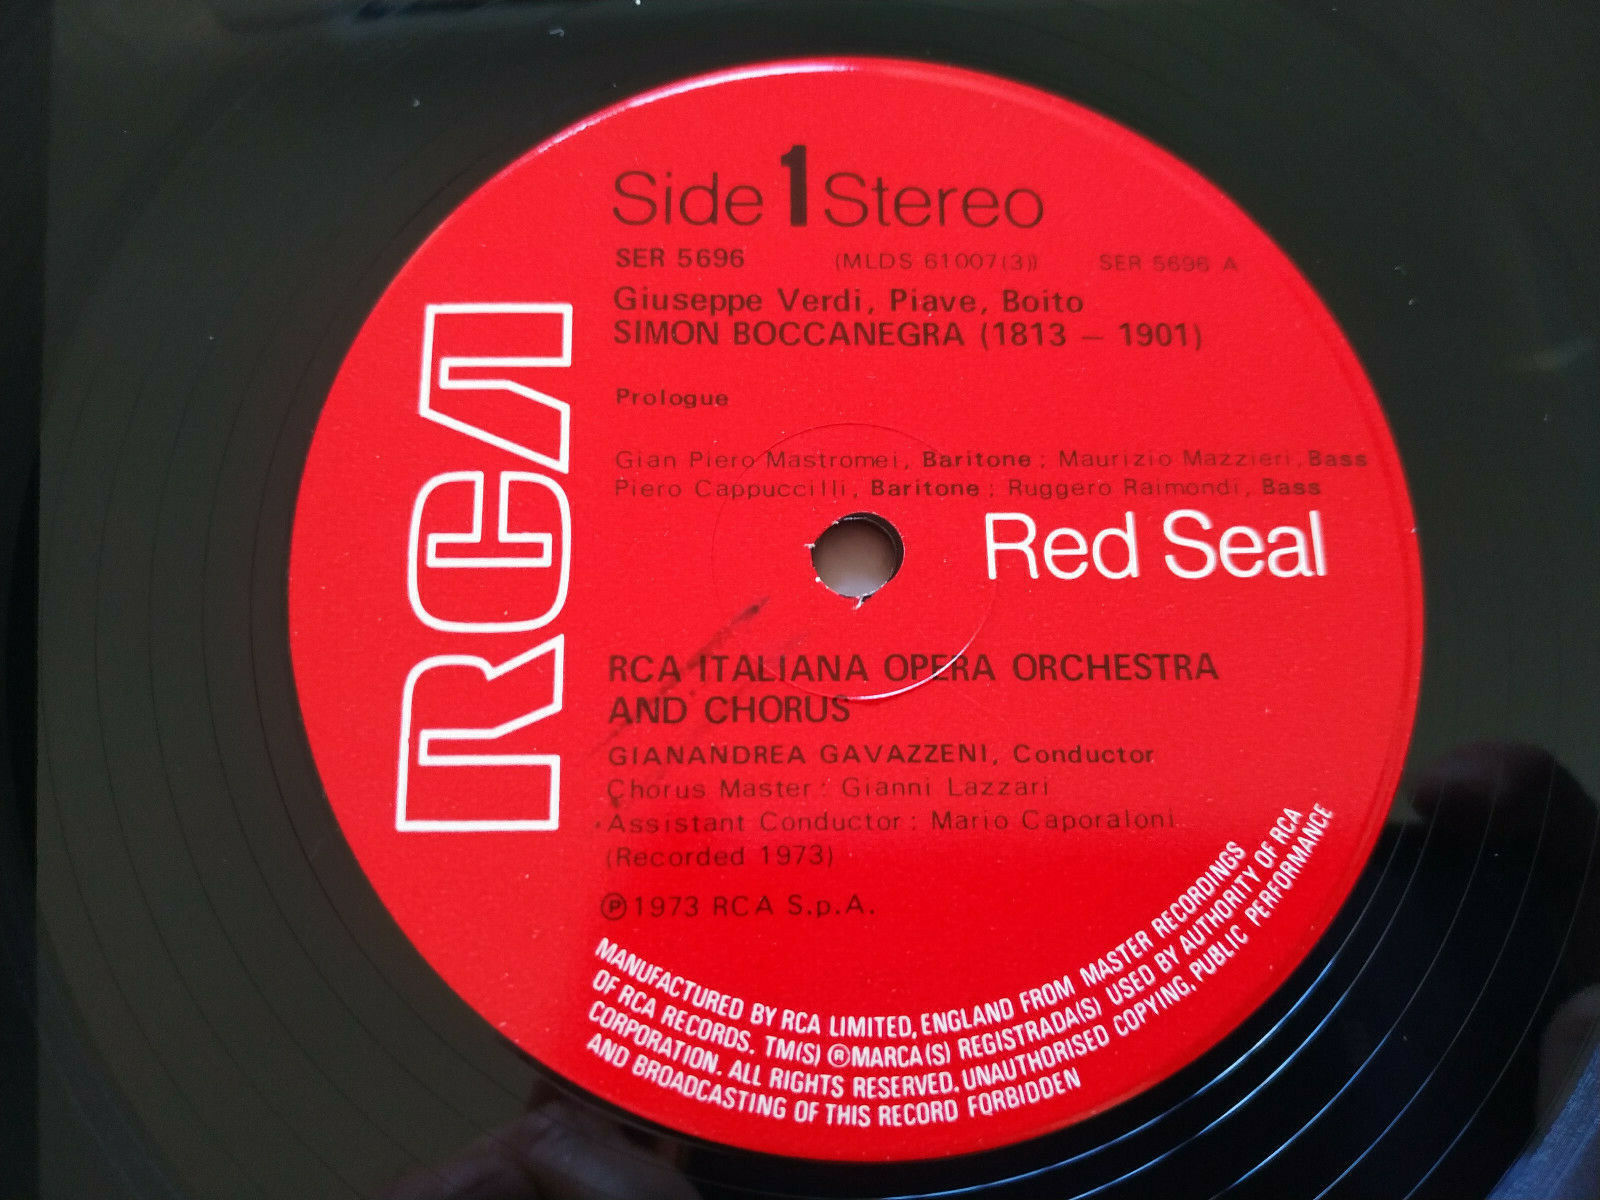 Side 1 Stereo
SER 5696 (MLDS 61007(3)) SER 5696 A
Giuseppe Verdi, Piave, Boito
SIMON BOCCANEGRA (1813 — 1901)
Prologue
Gian Piero Mastromei, Baritone; Maurizio Mazzieri, Bass
Piero Cappuccilli, Baritone; Ruggero Raimondi, Bass
RCA
Red Seal
RCA ITALIANA OPERA ORCHESTRA
AND CHORUS
GIANANDREA GAVAZZENI, Conductor
Chorus Master: Gianni Lazzari
Assistant Conductor: Mario Caporaloni
(Recorded 1973)
℗1973 RCA S.p.A.
MANUFACTURED BY RCA LIMITED, ENGLAND FROM MASTER RECORDINGS
OF RCA RECORDS. TM(S) ®MARCA(S) REGISTRADA(S) USED BY AUTHORITY OF RCA
CORPORATION. ALL RIGHTS RESERVED. UNAUTHORISED COPYING, PUBLIC PERFORMANCE
AND BROADCASTING OF THIS RECORD FORBIDDEN